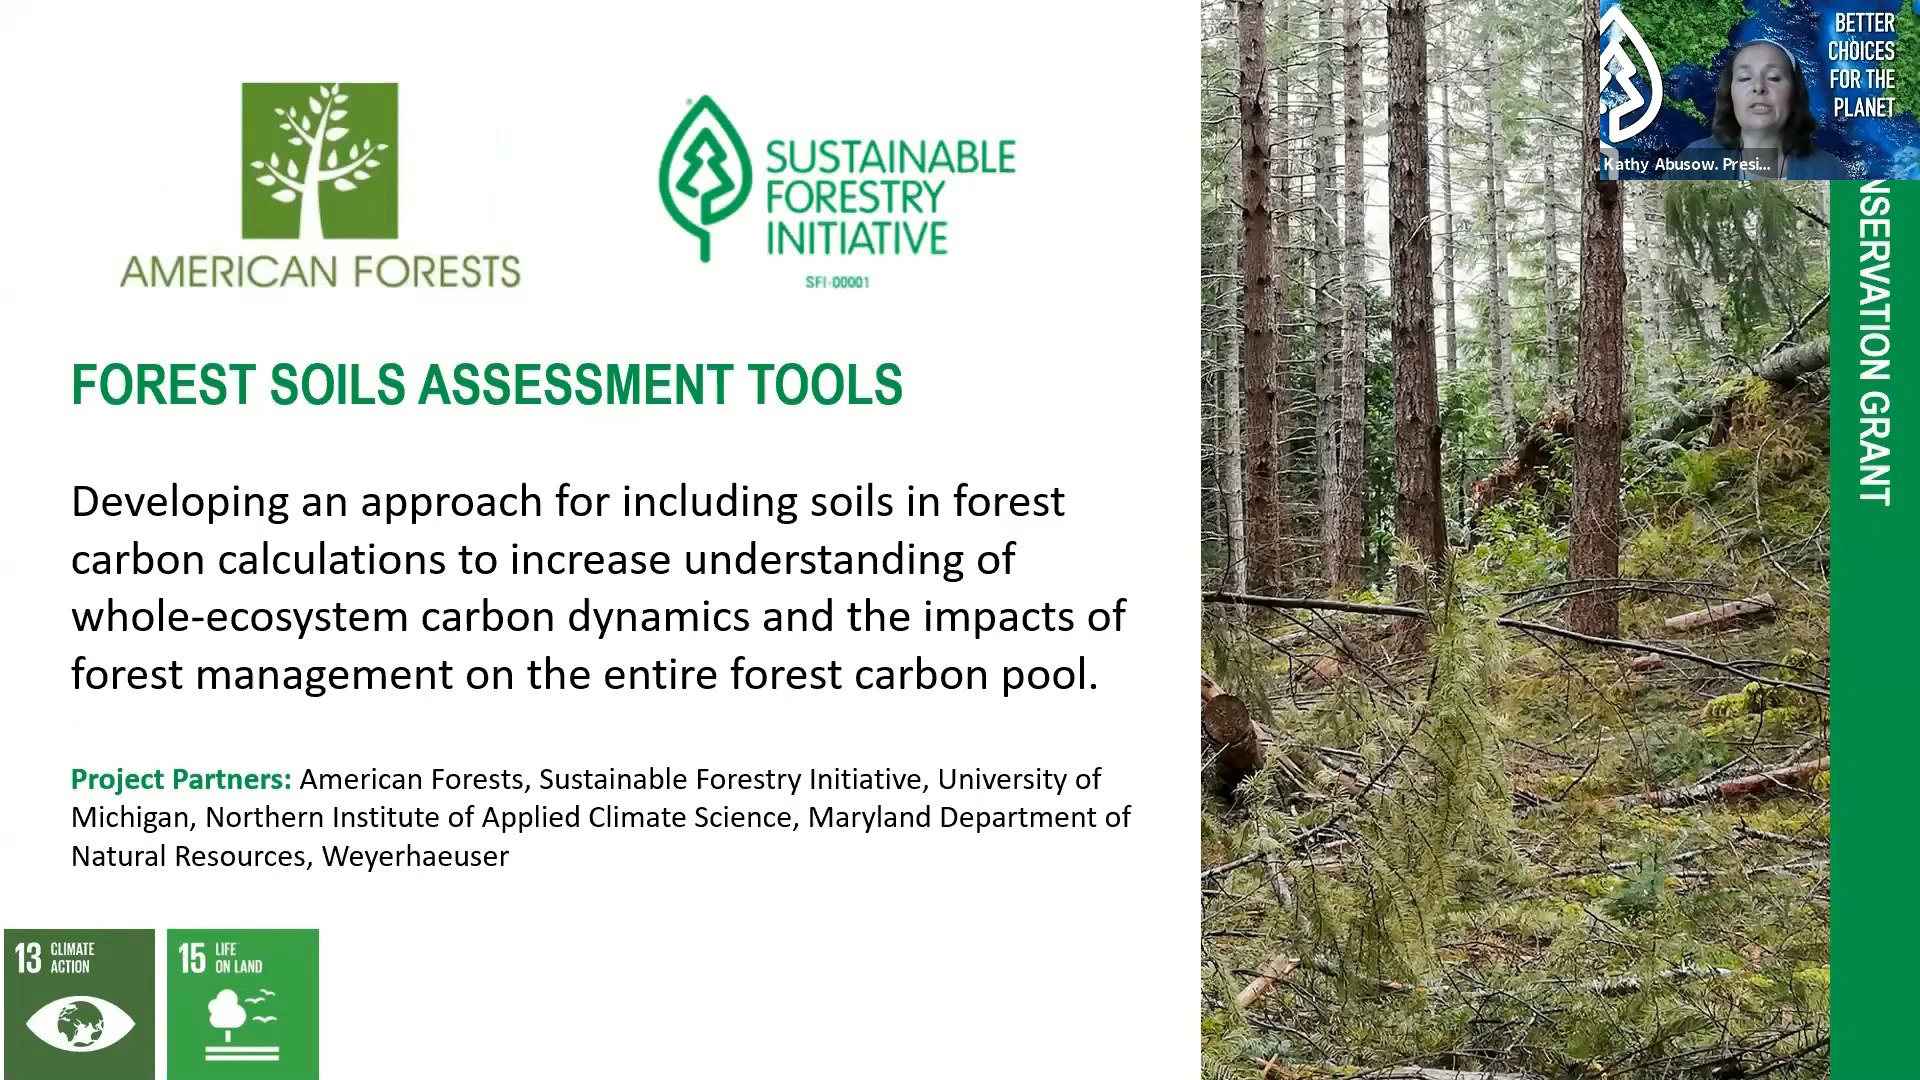 AMERICAN FORESTS
SUSTAINABLE
FORESTRY
INITIATIVE
SFI-00001
FOREST SOILS ASSESSMENT TOOLS
Developing an approach for including soils in forest
carbon calculations to increase understanding of
whole-ecosystem carbon dynamics and the impacts of
forest management on the entire forest carbon pool.
Project Partners: American Forests, Sustainable Forestry Initiative, University of
Michigan, Northern Institute of Applied Climate Science, Maryland Department of
Natural Resources, Weyerhaeuser
13 CLIMATE
ACTION
15 LIFE
ON LAND
BETTER
CHOICES
FOR THE
PLANET
Kathy Abusow. Presi...
NSERVATION GRANT